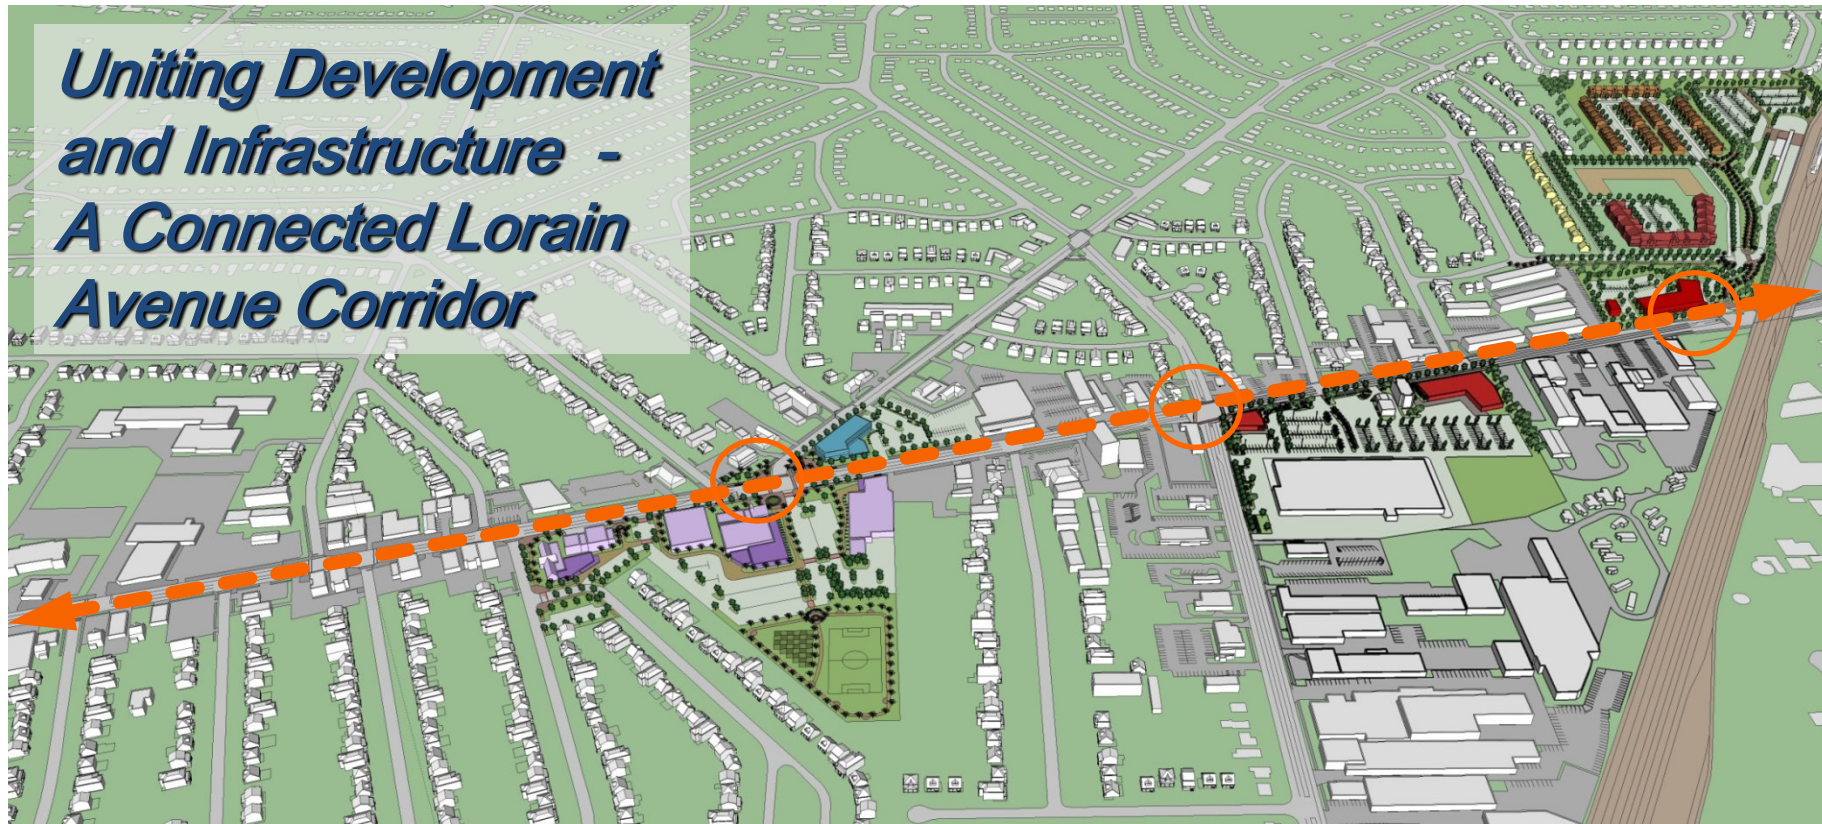 Uniting Development
and Infrastructure -
A Connected Lorain
Avenue Corridor